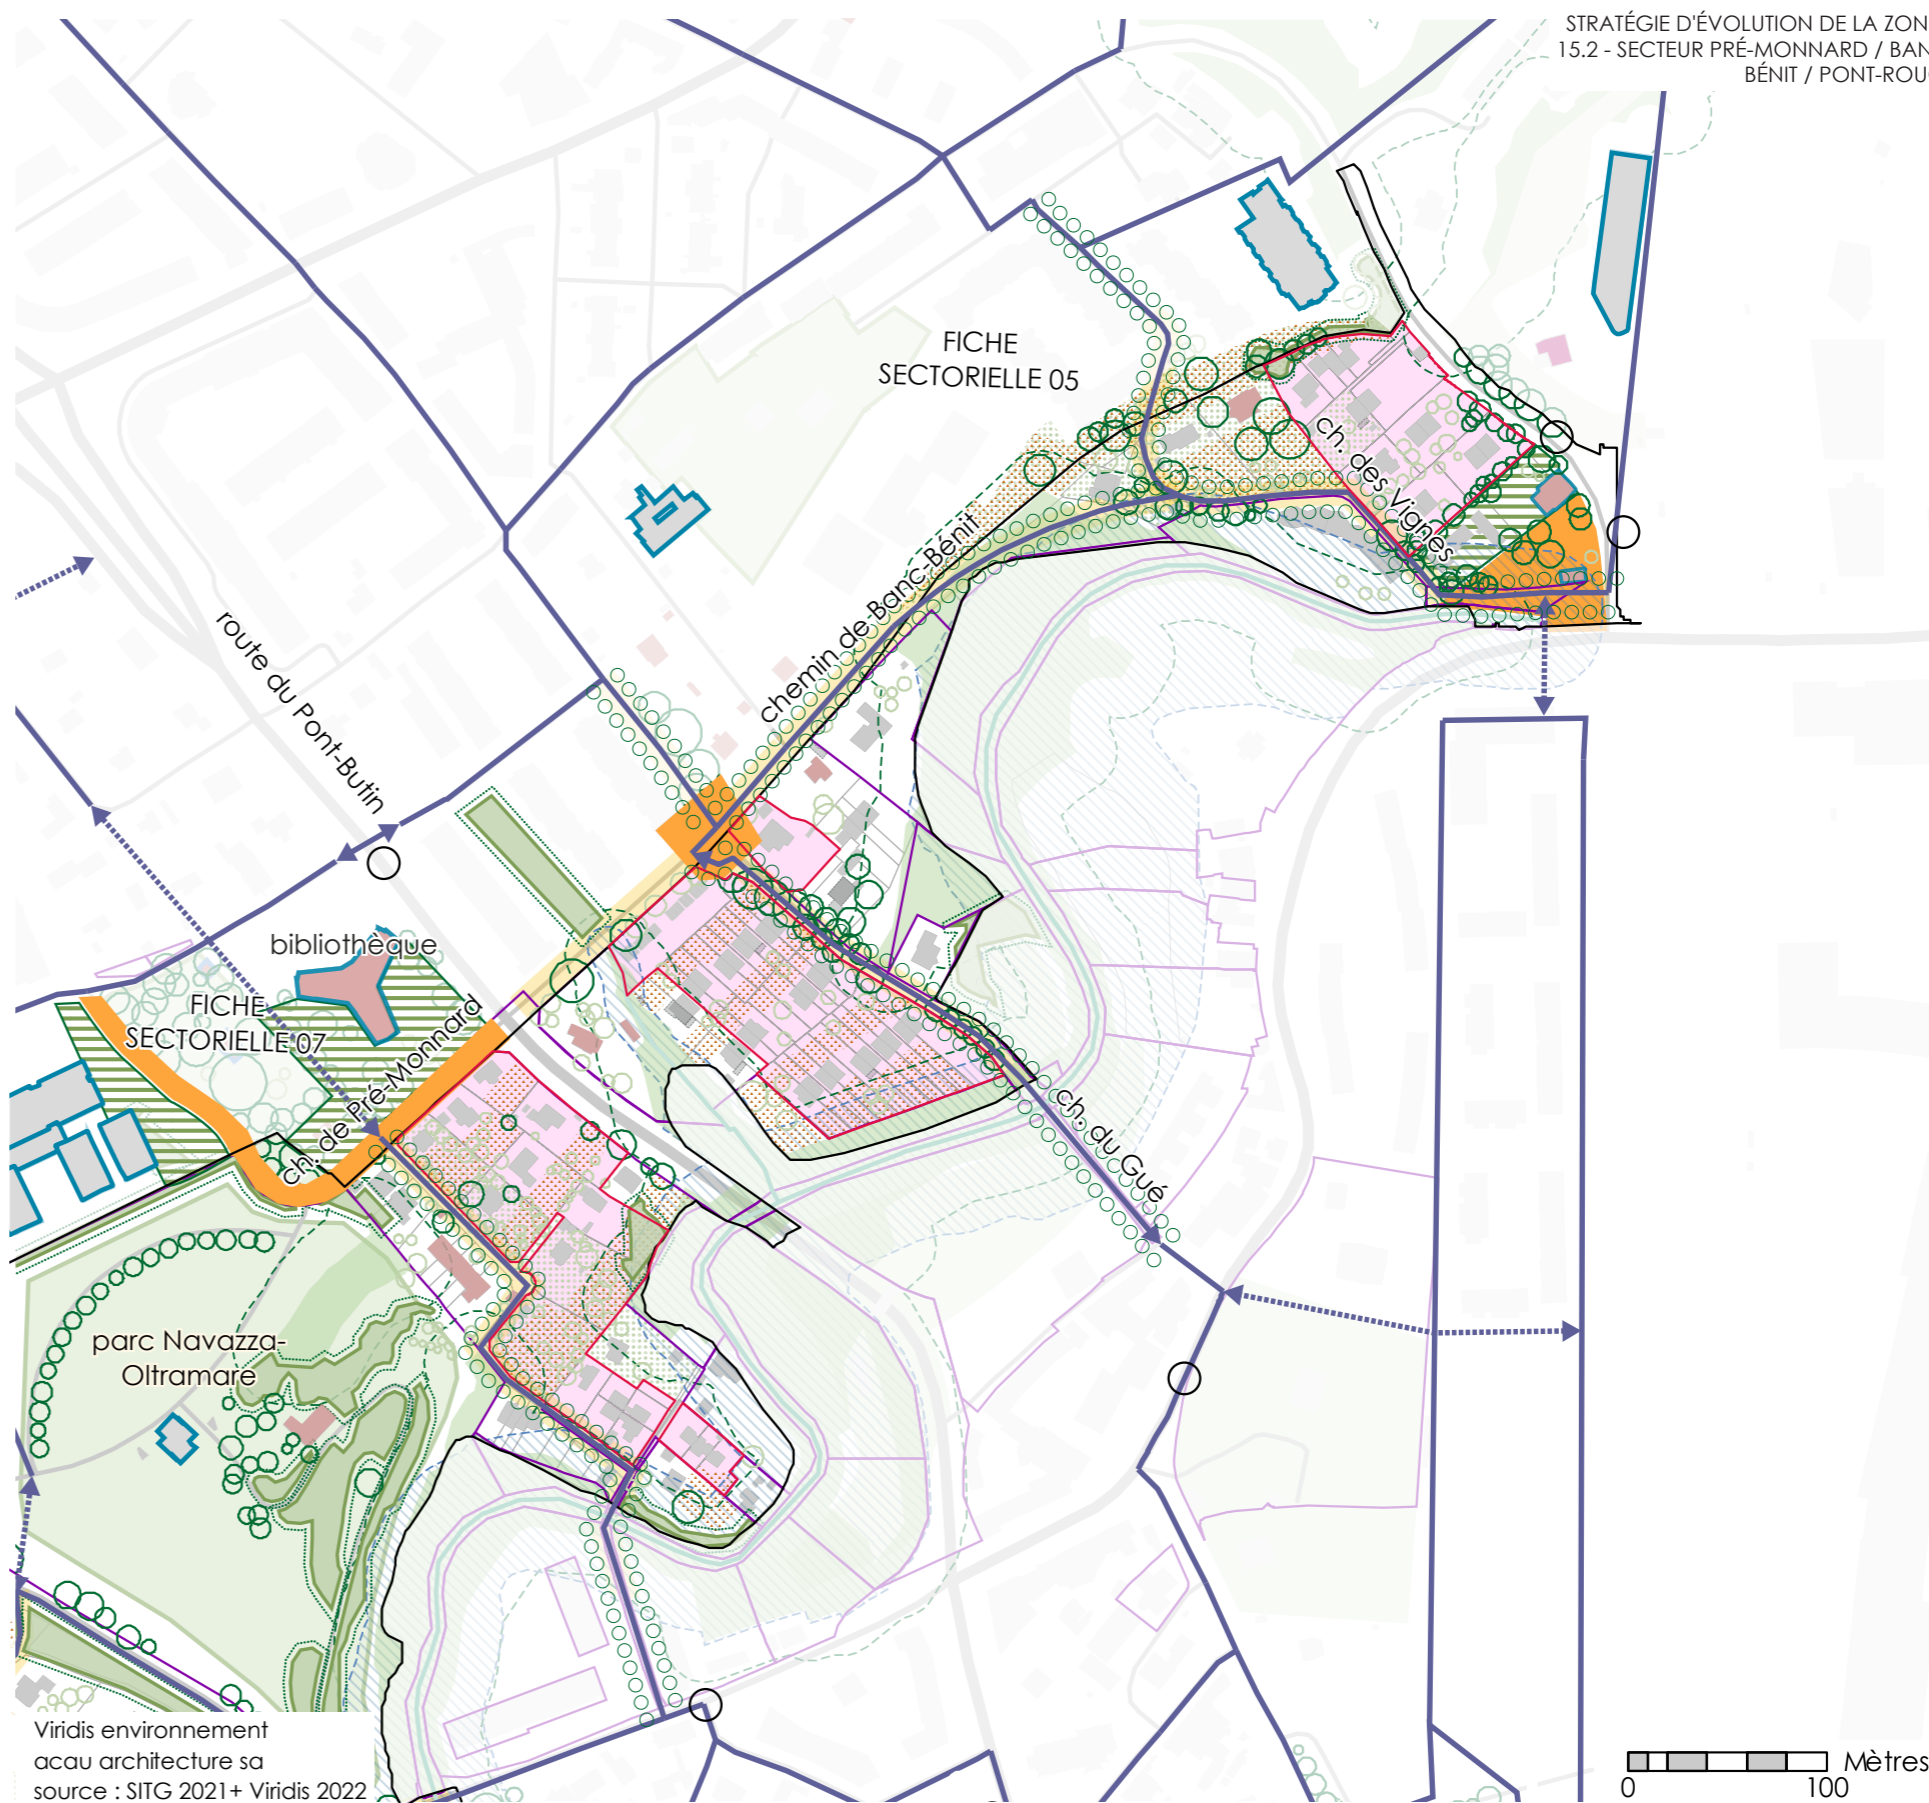 STRATÉGIE D'ÉVOLUTION DE LA ZON
15.2 - SECTEUR PRÉ-MONNARD / BAN
BÉNIT / PONT-ROU
FICHE
SECTORIELLE 05
ch. des Vignes
chemin de-Banc-Bénit
route du Pont-Butin
bibliothèque
FICHE
SECTORIELLE 07
ch. de Pré-Monnard
ch. du Gué
parc Navazza-
Oltramare
Viridis environnement
acau architecture sa
source : SITG 2021+ Viridis 2022
Mètres
0 100